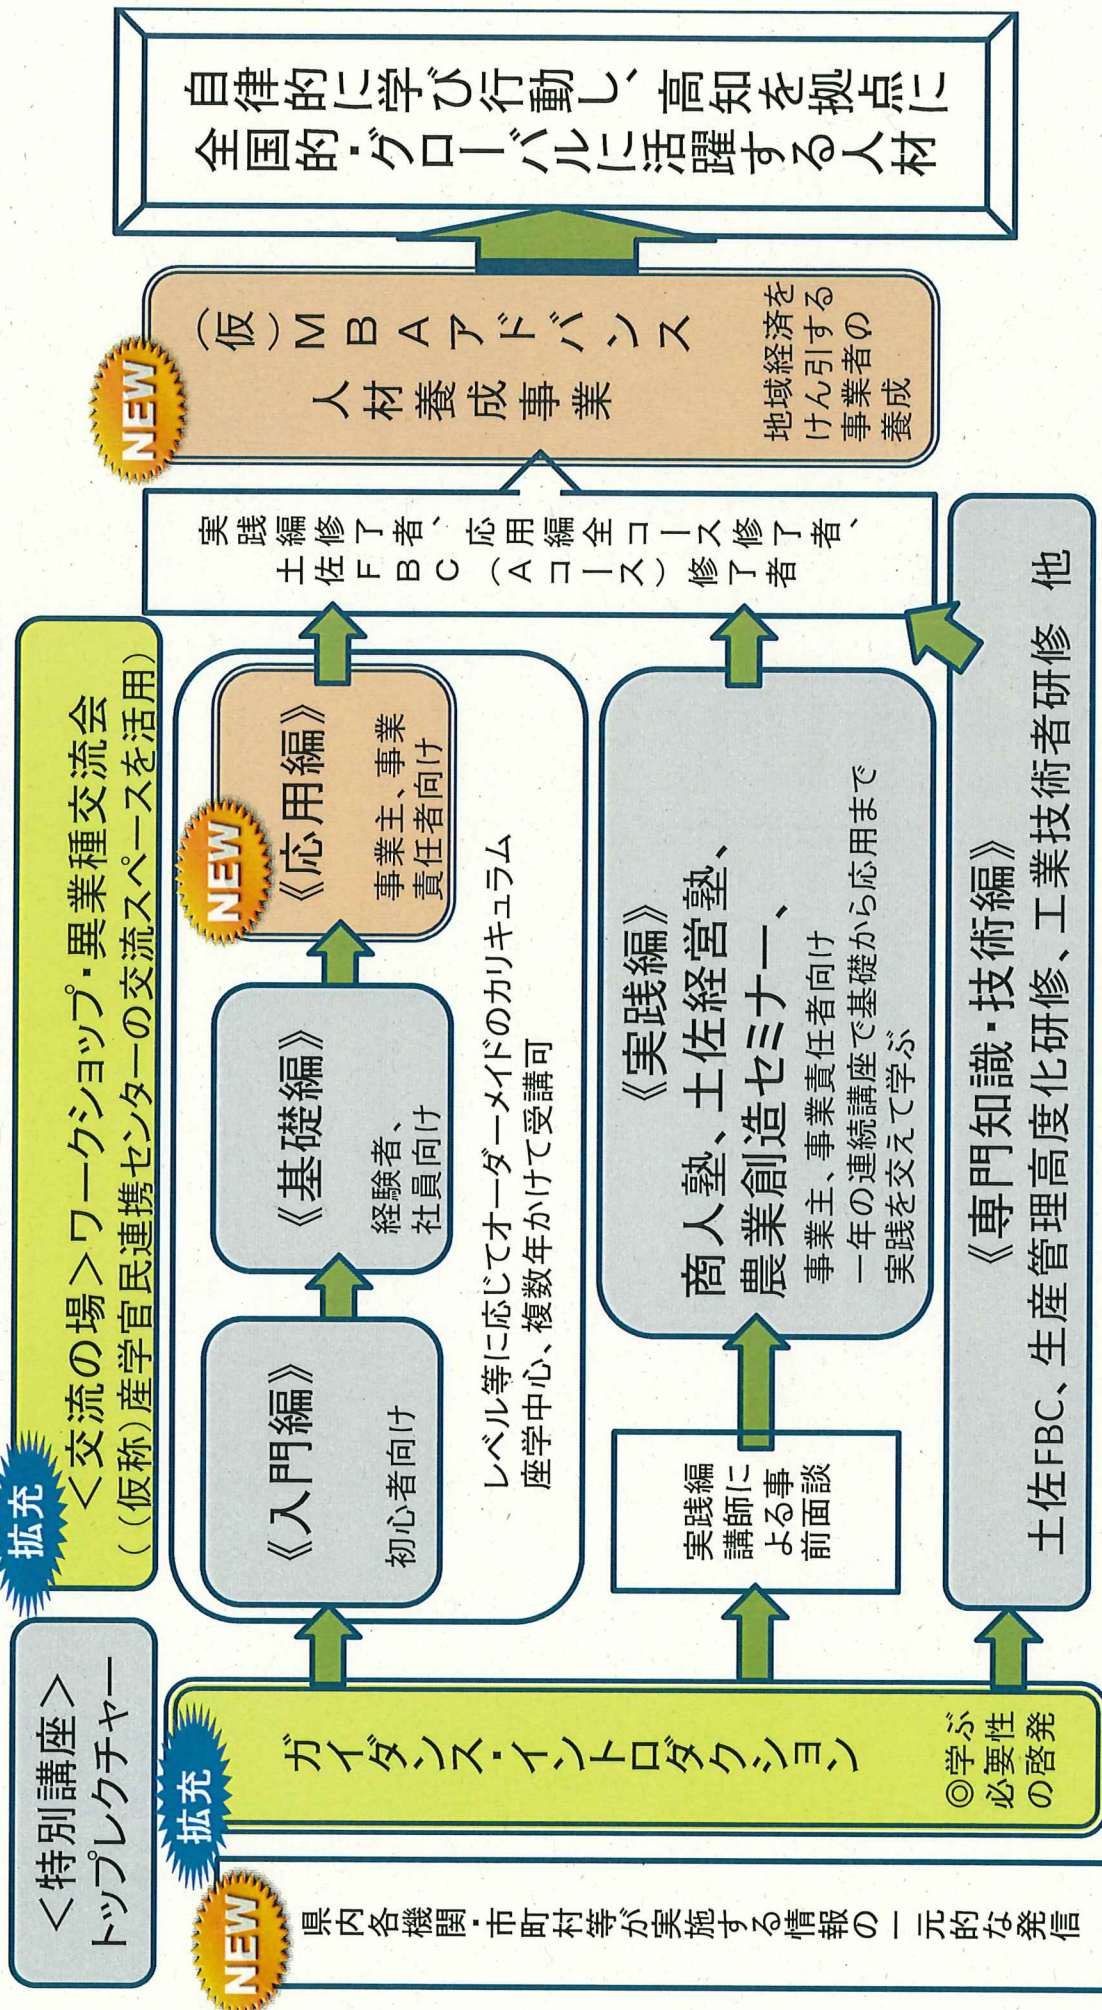 ＜特別講座＞
トップレクチャー
拡充
＜交流の場＞ワークショップ・異業種交流会
（（仮称）産学官民連携センターの交流スペースを活用）
NEW
県内各機関・市町村等が実施する情報の一元的な発信
拡充
ガイダンス・イントロダクション
◎学ぶ
必要性
の啓発
《入門編》
初心者向け
《基礎編》
経験者、
社員向け
NEW
《応用編》
事業主、事業
責任者向け
レベル等に応じてオーダーメイドのカリキュラム
座学中心、複数年かけて受講可
実践編
講師に
よる事
前面談
《実践編》
商人塾、土佐経営塾、
農業創造セミナー、
事業主、事業責任者向け
一年の連続講座で基礎から応用まで
実践を交えて学ぶ
《専門知識・技術編》
土佐FBC、生産管理高度化研修、工業技術者研修　他
実践編修了者、応用編全コース修了者、
土佐FBC（Aコース）修了者
NEW
（仮）MBAアドバンス
人材養成事業
地域経済を
けん引する
事業者の
養成
自律的に学び行動し、高知を拠点に
全国的・グローバルに活躍する人材